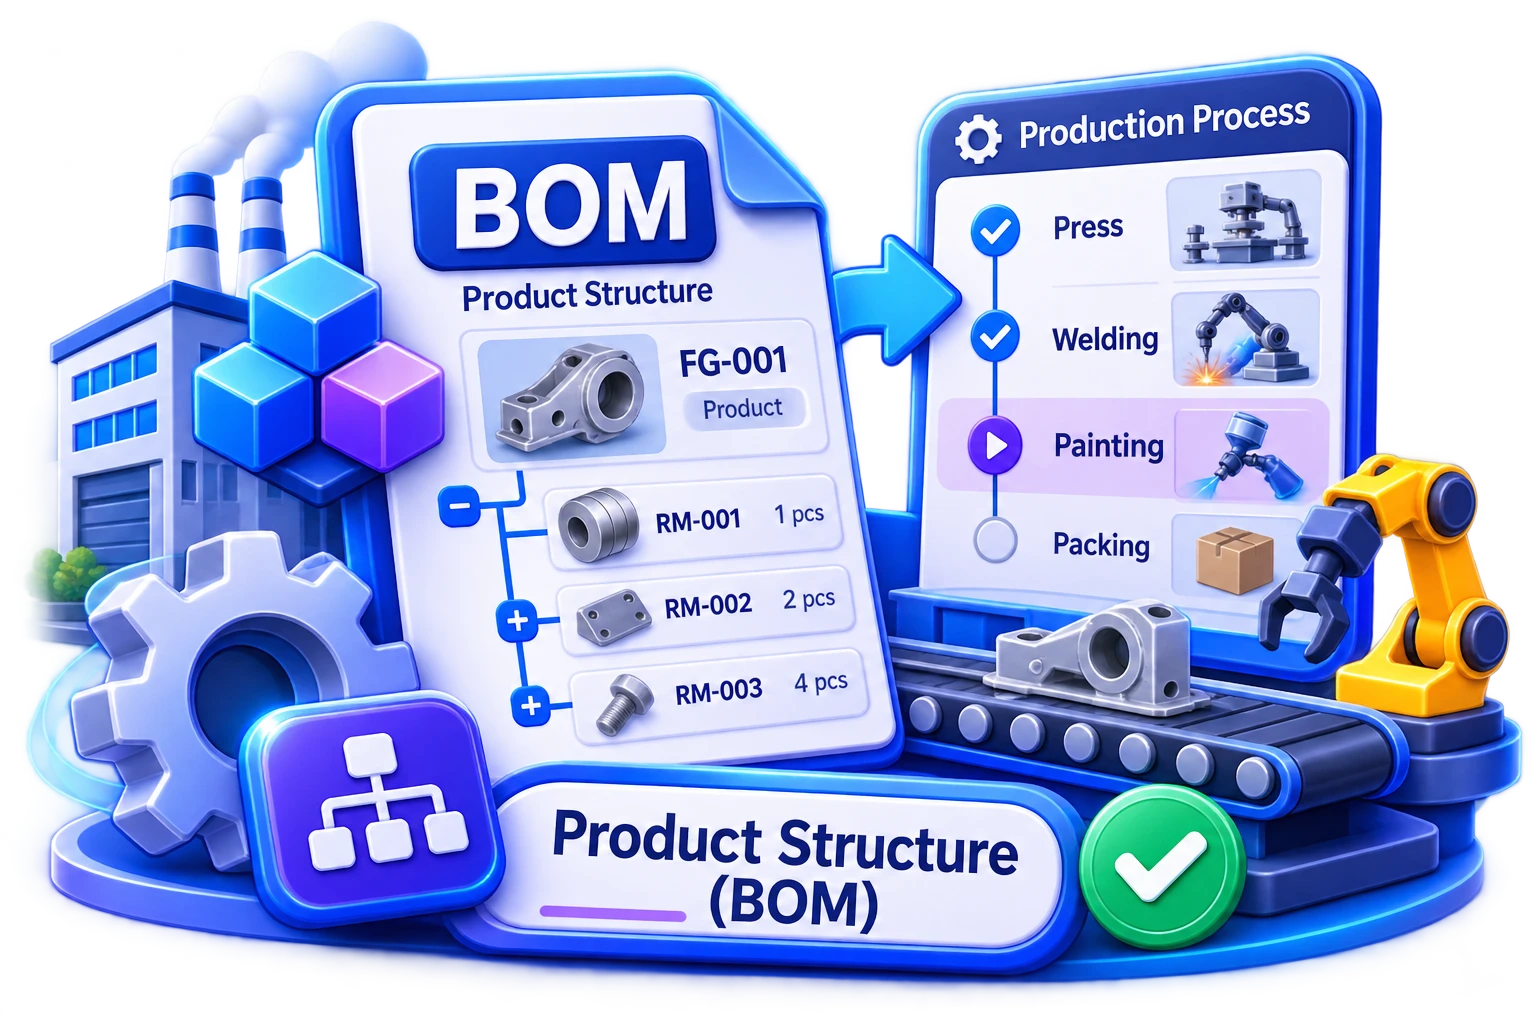 BOM
Product Structure
FG-001
Product
RM-001 1 pcs
RM-002 2 pcs
RM-003 4 pcs
Production Process
Press
Welding
Painting
Packing
Product Structure
(BOM)